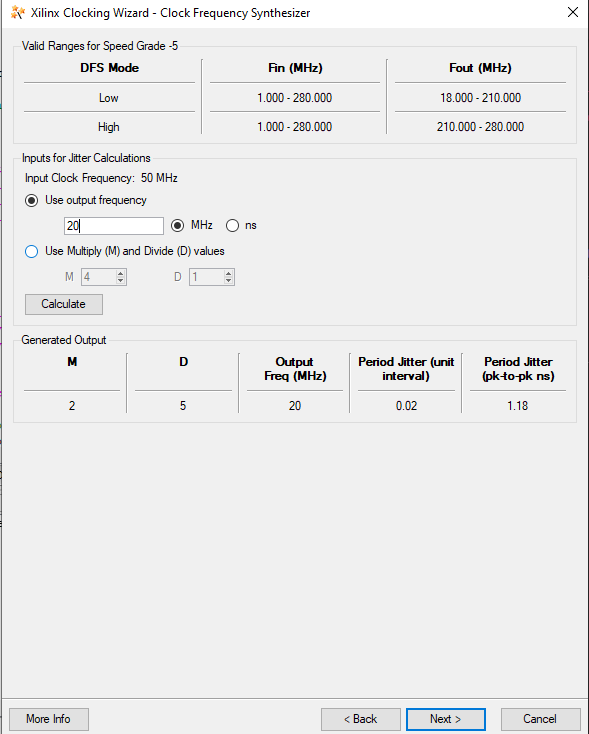 Xilinx Clocking Wizard - Clock Frequency Synthesizer
Valid Ranges for Speed Grade -5
DFS Mode Fin (MHz) Fout (MHz)
Low 1.000 - 280.000 18.000 - 210.000
High 1.000 - 280.000 210.000 - 280.000
Inputs for Jitter Calculations
Input Clock Frequency: 50 MHz
Use output frequency
20 MHz ns
Use Multiply (M) and Divide (D) values
M 4 D 1
Calculate
Generated Output
M D Output Freq (MHz) Period Jitter (unit interval) Period Jitter (pk-to-pk ns)
2 5 20 0.02 1.18
More Info < Back Next > Cancel